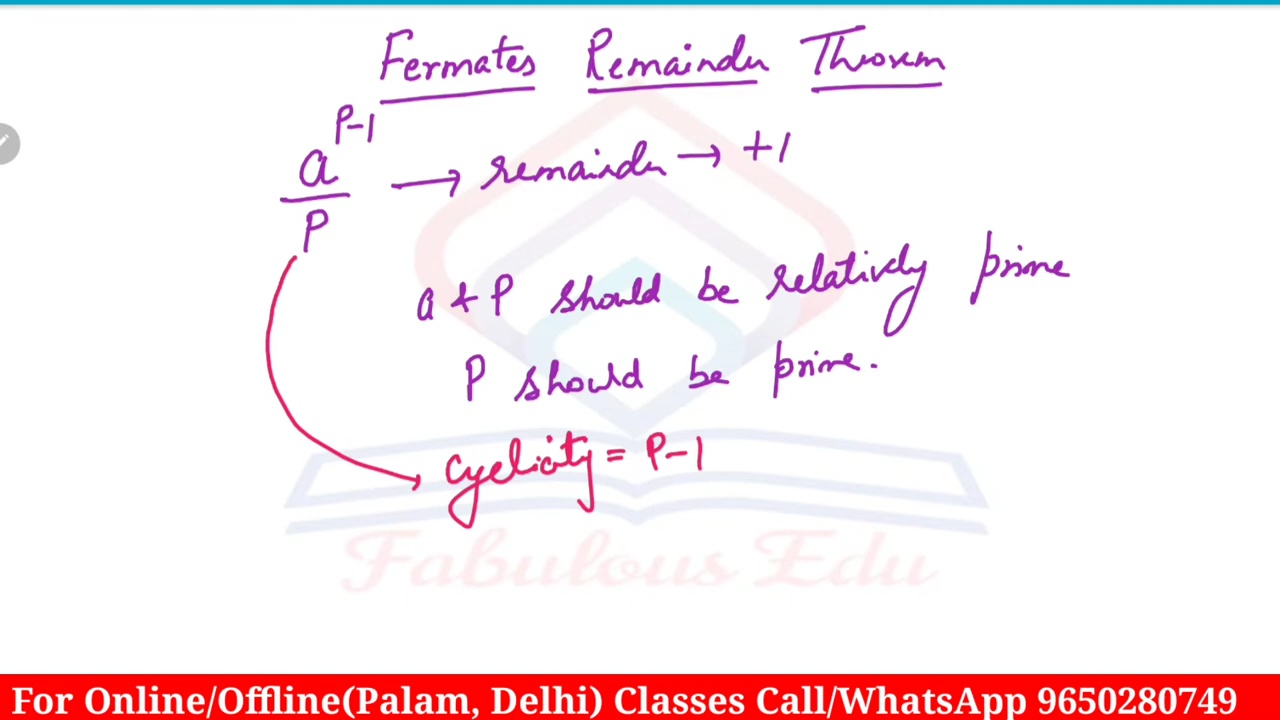 Fermates Remainder Theorem
a^(P-1)/P → remainder → +1
a + P should be relatively prime
P should be prime.
cyclicity = P-1
Fabulous Edu
For Online/Offline(Palam, Delhi) Classes Call/WhatsApp 9650280749